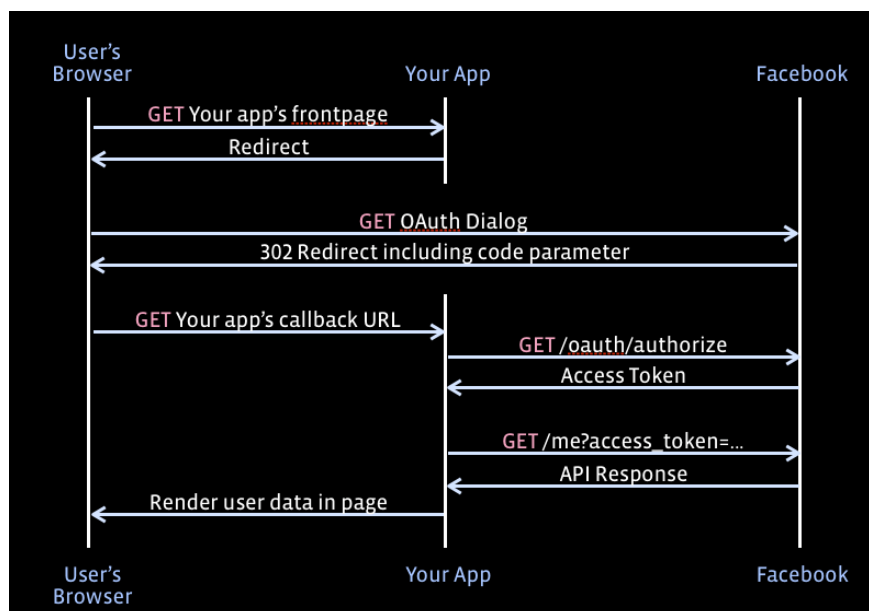 User's
Browser
Your App
Facebook
GET Your app's frontpage
Redirect
GET OAuth Dialog
302 Redirect including code parameter
GET Your app's callback URL
GET /oauth/authorize
Access Token
GET /me?access_token=...
API Response
Render user data in page
User's
Browser
Your App
Facebook